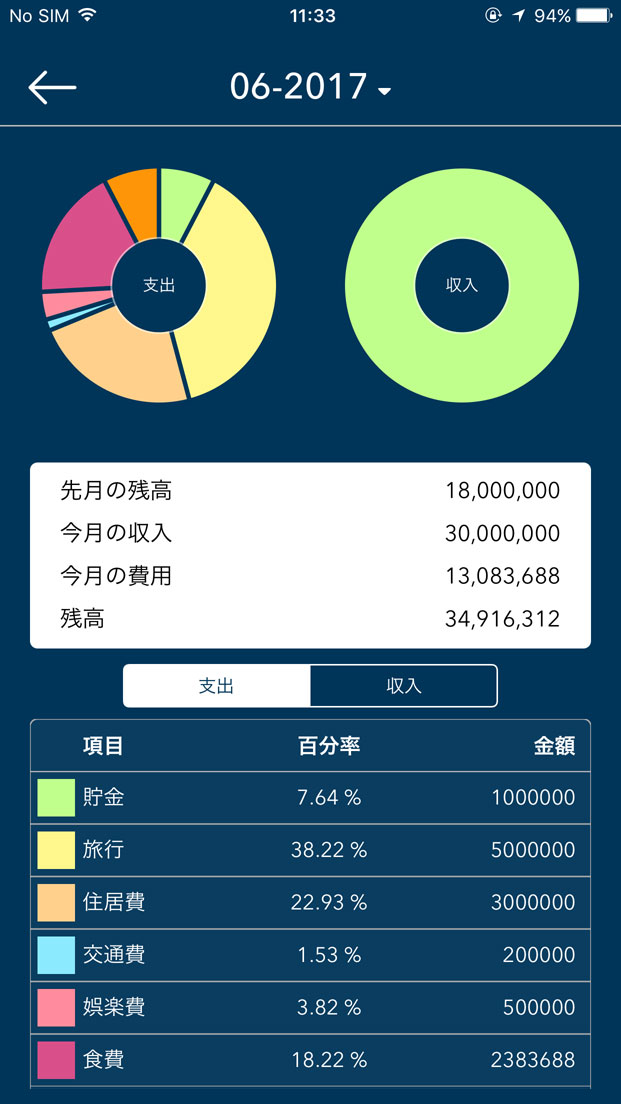 No SIM 11:33 94%
06-2017
支出 収入
先月の残高 18,000,000
今月の収入 30,000,000
今月の費用 13,083,688
残高 34,916,312
支出 収入
項目 百分率 金額
貯金 7.64 % 1000000
旅行 38.22 % 5000000
住居費 22.93 % 3000000
交通費 1.53 % 200000
娯楽費 3.82 % 500000
食費 18.22 % 2383688